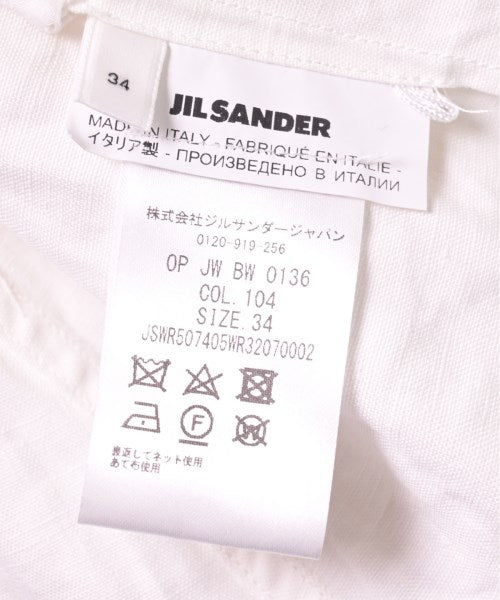 34
JIL SANDER
MADE IN ITALY - FABRIQUÉ EN ITALIE -
イタリア製 - ПРОИЗВЕДЕНО В ИТАЛИИ
株式会社ジルサンダージャパン
0120-919-256
OP JW BW 0136
COL. 104
SIZE. 34
JSWR507405WR32070002
F W
裏返してネット使用
あて布使用